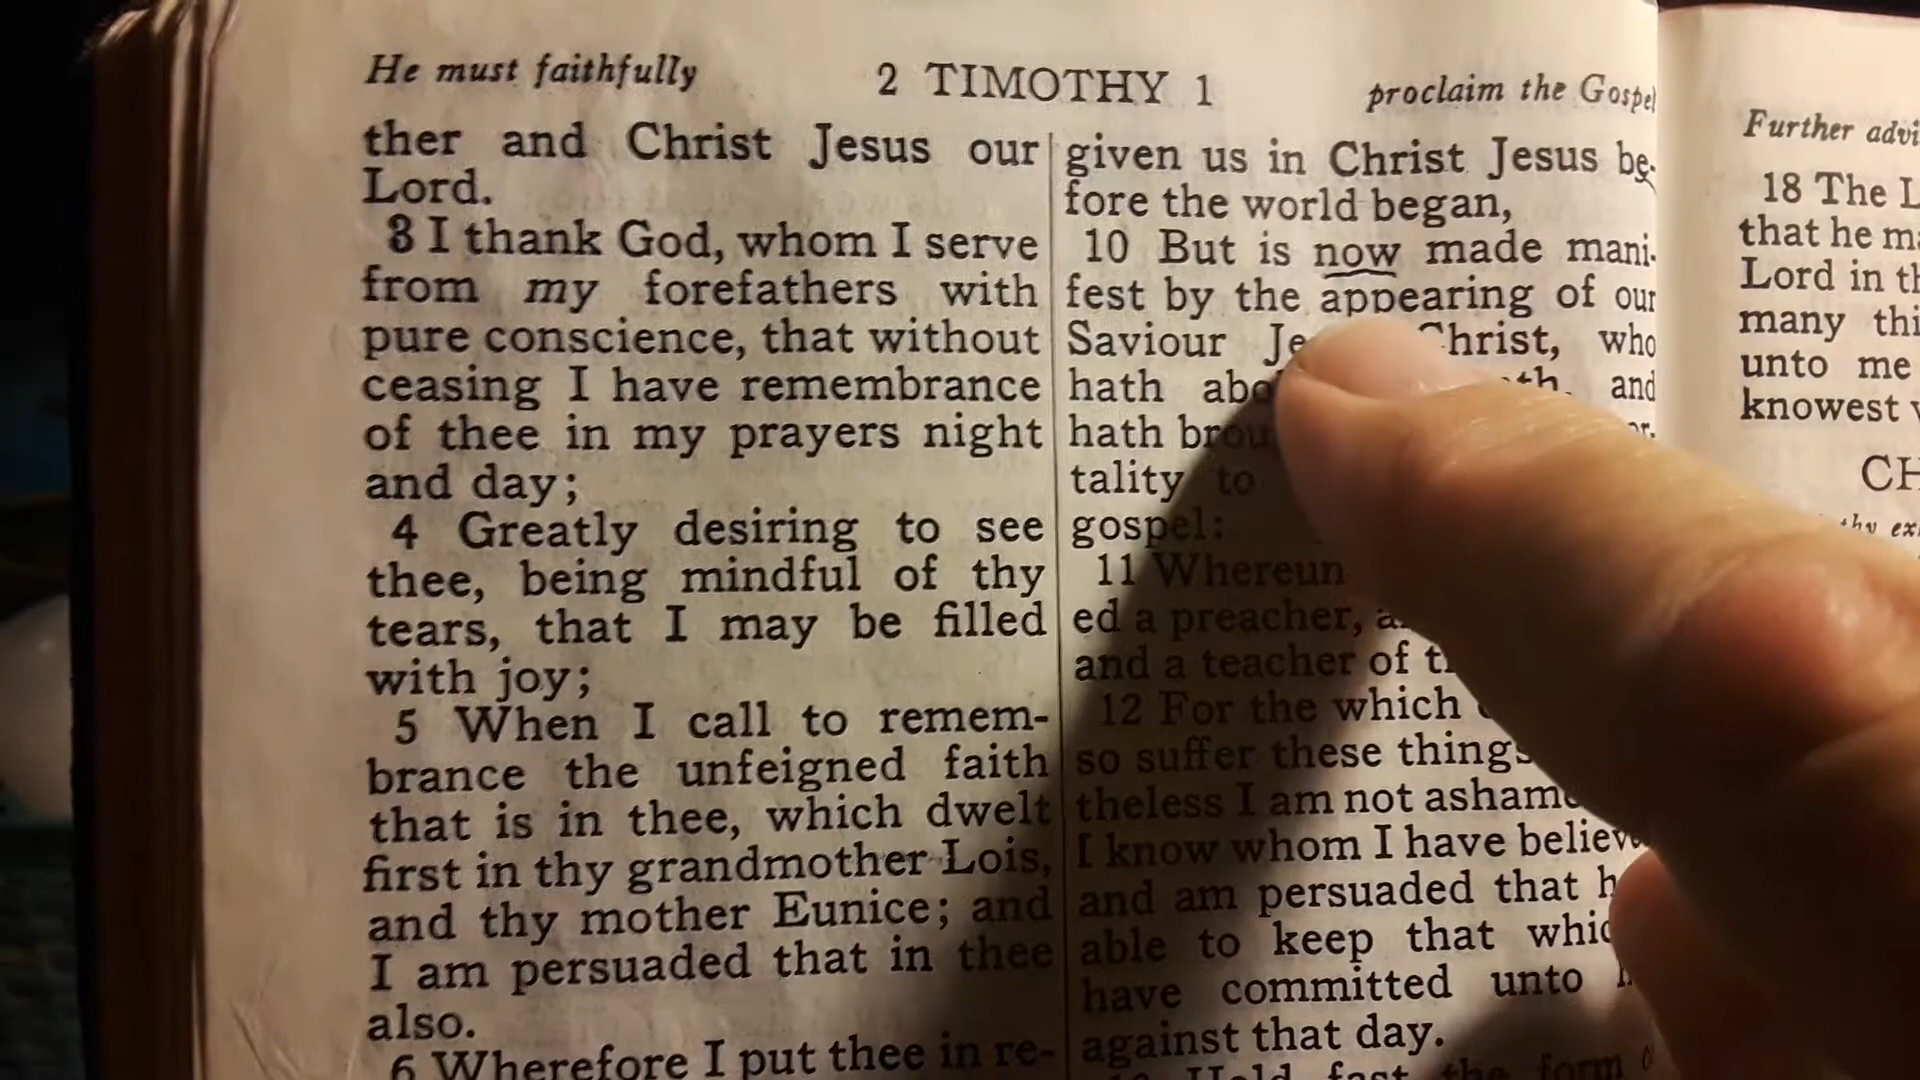 He must faithfully
2 TIMOTHY 1
proclaim the Gospel
ther and Christ Jesus our
Lord.
3 I thank God, whom I serve
from my forefathers with
pure conscience, that without
ceasing I have remembrance
of thee in my prayers night
and day;
4 Greatly desiring to see
thee, being mindful of thy
tears, that I may be filled
with joy;
5 When I call to remem-
brance the unfeigned faith
that is in thee, which dwelt
first in thy grandmother Lois,
and thy mother Eunice; and
I am persuaded that in thee
also.
6 Wherefore I put thee in re-
given us in Christ Jesus be-
fore the world began,
10 But is now made mani-
fest by the appearing of our
Saviour Christ, who
hath and
hath
tality to
gospel:
11
ed a preacher,
and a teacher of
12 For the which
so suffer these things
theless I am not
I know whom I have
and am persuaded that
able to keep that
have committed unto
against that day.
Hold fast the form
Further
18 The
that he
Lord in
many
unto me
knowest